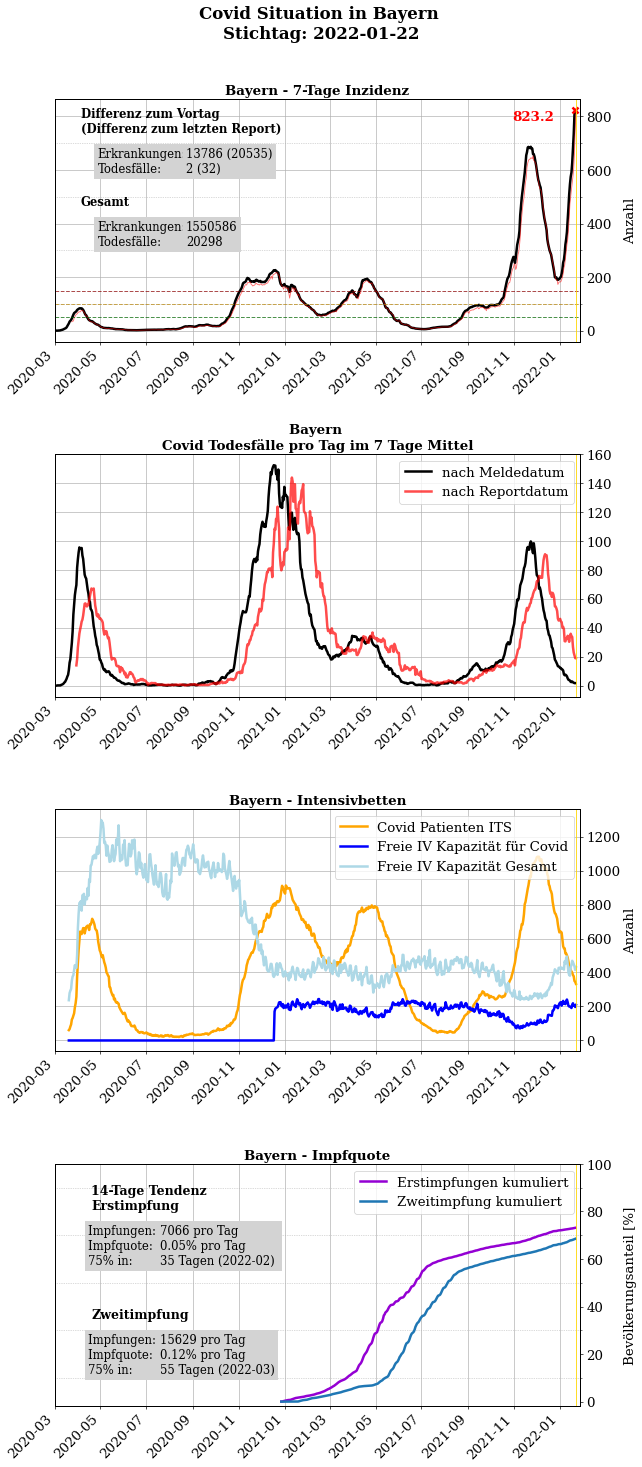 Covid Situation in Bayern
Stichtag: 2022-01-22
Bayern - 7-Tage Inzidenz
Differenz zum Vortag
(Differenz zum letzten Report)
Erkrankungen 13786 (20535)
Todesfälle: 2 (32)
Gesamt
Erkrankungen 1550586
Todesfälle: 20298
823.2
800
600
400
200
0
Anzahl
2020-03 2020-05 2020-07 2020-09 2020-11 2021-01 2021-03 2021-05 2021-07 2021-09 2021-11 2022-01
Bayern
Covid Todesfälle pro Tag im 7 Tage Mittel
nach Meldedatum
nach Reportdatum
160
140
120
100
80
60
40
20
0
2020-03 2020-05 2020-07 2020-09 2020-11 2021-01 2021-03 2021-05 2021-07 2021-09 2021-11 2022-01
Bayern - Intensivbetten
Covid Patienten ITS
Freie IV Kapazität für Covid
Freie IV Kapazität Gesamt
1200
1000
800
600
400
200
0
Anzahl
2020-03 2020-05 2020-07 2020-09 2020-11 2021-01 2021-03 2021-05 2021-07 2021-09 2021-11 2022-01
Bayern - Impfquote
14-Tage Tendenz
Erstimpfung
Impfungen: 7066 pro Tag
Impfquote: 0.05% pro Tag
75% in: 35 Tagen (2022-02)
Zweitimpfung
Impfungen: 15629 pro Tag
Impfquote: 0.12% pro Tag
75% in: 55 Tagen (2022-03)
Erstimpfungen kumuliert
Zweitimpfung kumuliert
100
80
60
40
20
0
Bevölkerungsanteil [%]
2020-03 2020-05 2020-07 2020-09 2020-11 2021-01 2021-03 2021-05 2021-07 2021-09 2021-11 2022-01